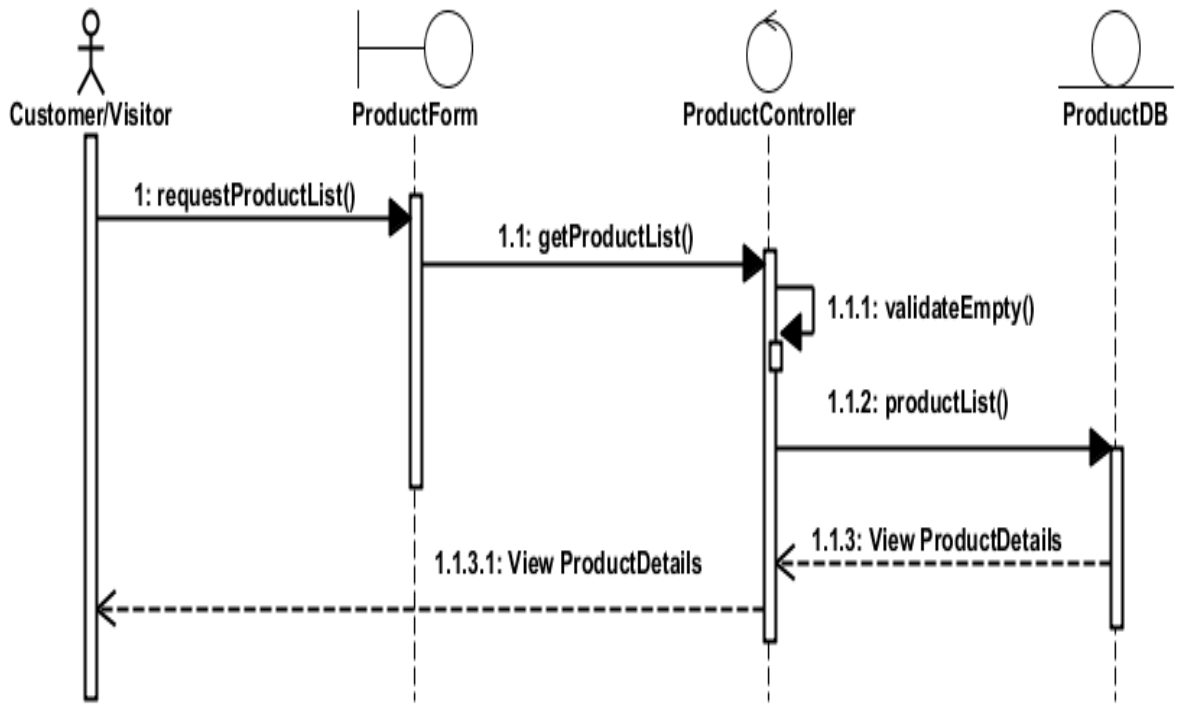 Customer/Visitor
ProductForm
ProductController
ProductDB
1: requestProductList()
1.1: getProductList()
1.1.1: validateEmpty()
1.1.2: productList()
1.1.3: View ProductDetails
1.1.3.1: View ProductDetails